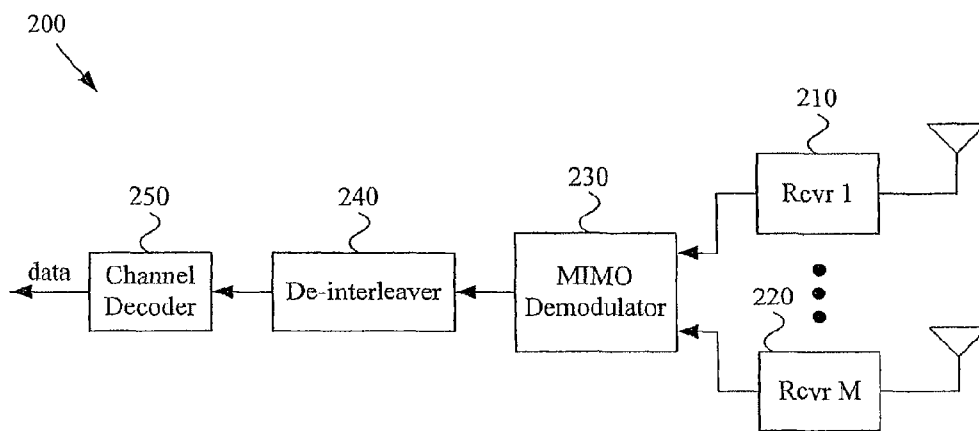 200
210
Rcvr 1
230
240
250
MIMO
Demodulator
De-interleaver
Channel
Decoder
data
220
Rcvr M